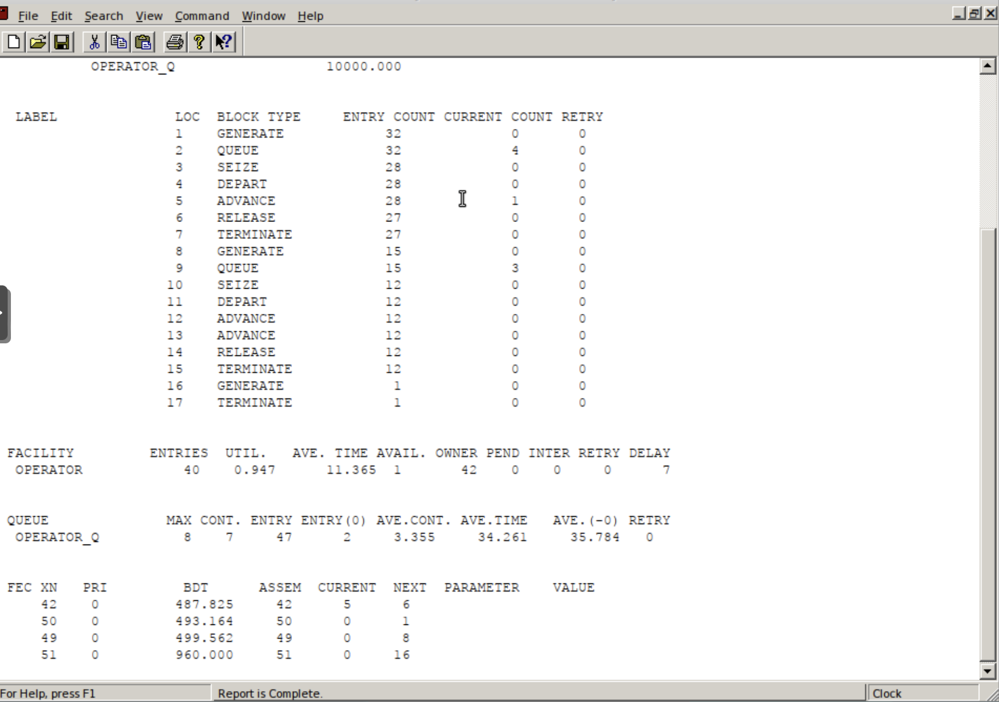 File Edit Search View Command Window Help
OPERATOR_Q 10000.000
LABEL LOC BLOCK TYPE ENTRY COUNT CURRENT COUNT RETRY
1 GENERATE 32 0 0
2 QUEUE 32 4 0
3 SEIZE 28 0 0
4 DEPART 28 0 0
5 ADVANCE 28 1 0
6 RELEASE 27 0 0
7 TERMINATE 27 0 0
8 GENERATE 15 0 0
9 QUEUE 15 3 0
10 SEIZE 12 0 0
11 DEPART 12 0 0
12 ADVANCE 12 0 0
13 ADVANCE 12 0 0
14 RELEASE 12 0 0
15 TERMINATE 12 0 0
16 GENERATE 1 0 0
17 TERMINATE 1 0 0
FACILITY ENTRIES UTIL. AVE. TIME AVAIL. OWNER PEND INTER RETRY DELAY
OPERATOR 40 0.947 11.365 1 42 0 0 0 7
QUEUE MAX CONT. ENTRY ENTRY(0) AVE.CONT. AVE.TIME AVE.(-0) RETRY
OPERATOR_Q 8 7 47 2 3.355 34.261 35.784 0
FEC XN PRI BDT ASSEM CURRENT NEXT PARAMETER VALUE
42 0 487.825 42 5 6
50 0 493.164 50 0 1
49 0 499.562 49 0 8
51 0 960.000 51 0 16
For Help, press F1 Report is Complete. Clock